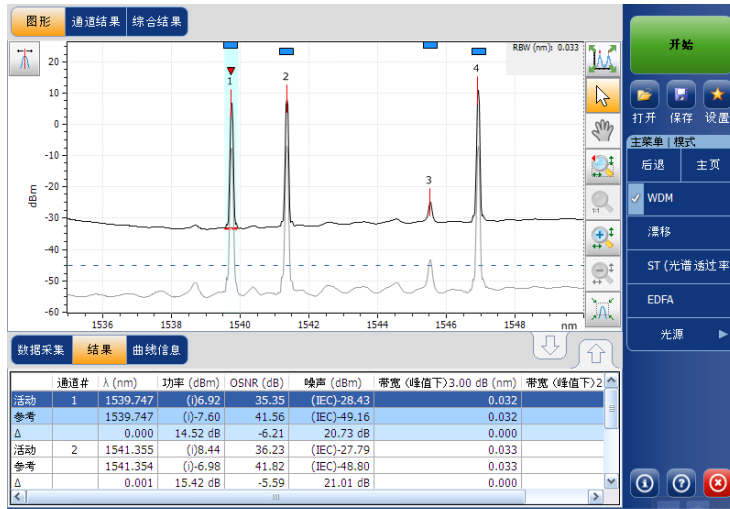 图形 通道结果 综合结果
RBW (nm): 0.033
20
10
0
-10
-20
-30
-40
-50
-60
dBm
1 2 3 4
1536 1538 1540 1542 1544 1546 1548 nm
1:1
数据采集 结果 曲线信息
通道# λ (nm) 功率 (dBm) OSNR (dB) 噪声 (dBm) 带宽 (峰值下)3.00 dB (nm) 带宽 (峰值下)2
活动 1 1539.747 (i)6.92 35.35 (IEC)-28.43 0.032
参考 1539.747 (i)-7.60 41.56 (IEC)-49.16 0.032
Δ 0.000 14.52 dB -6.21 20.73 dB 0.000
活动 2 1541.355 (i)8.44 36.23 (IEC)-27.79 0.033
参考 1541.354 (i)-6.98 41.82 (IEC)-48.80 0.033
Δ 0.001 15.42 dB -5.59 21.01 dB 0.000
开始
打开 保存 设置
主菜单 | 模式
后退 主页
WDM
漂移
ST (光谱透过率
EDFA
光源